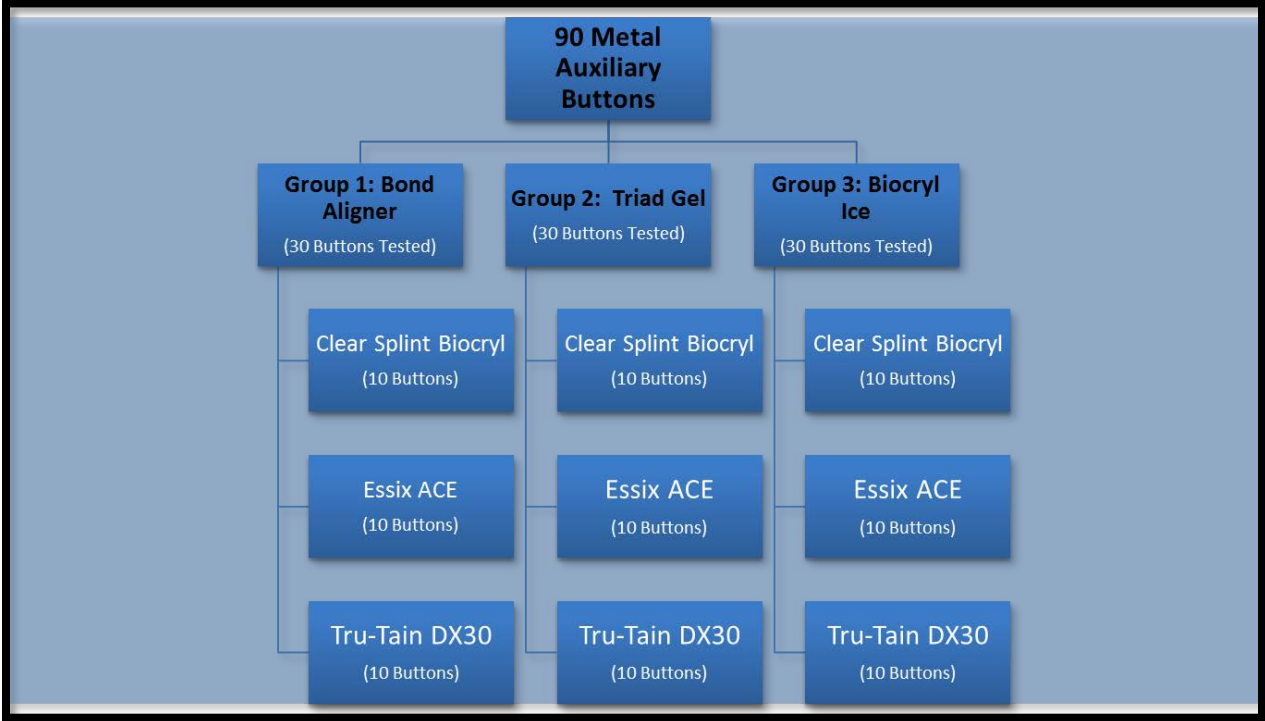 90 Metal
Auxiliary
Buttons
Group 1: Bond
Aligner
(30 Buttons Tested)
Group 2:  Triad Gel
(30 Buttons Tested)
Group 3: Biocryl
Ice
(30 Buttons Tested)
Clear Splint Biocryl
(10 Buttons)
Essix ACE
(10 Buttons)
Tru-Tain DX30
(10 Buttons)
Clear Splint Biocryl
(10 Buttons)
Essix ACE
(10 Buttons)
Tru-Tain DX30
(10 Buttons)
Clear Splint Biocryl
(10 Buttons)
Essix ACE
(10 Buttons)
Tru-Tain DX30
(10 Buttons)